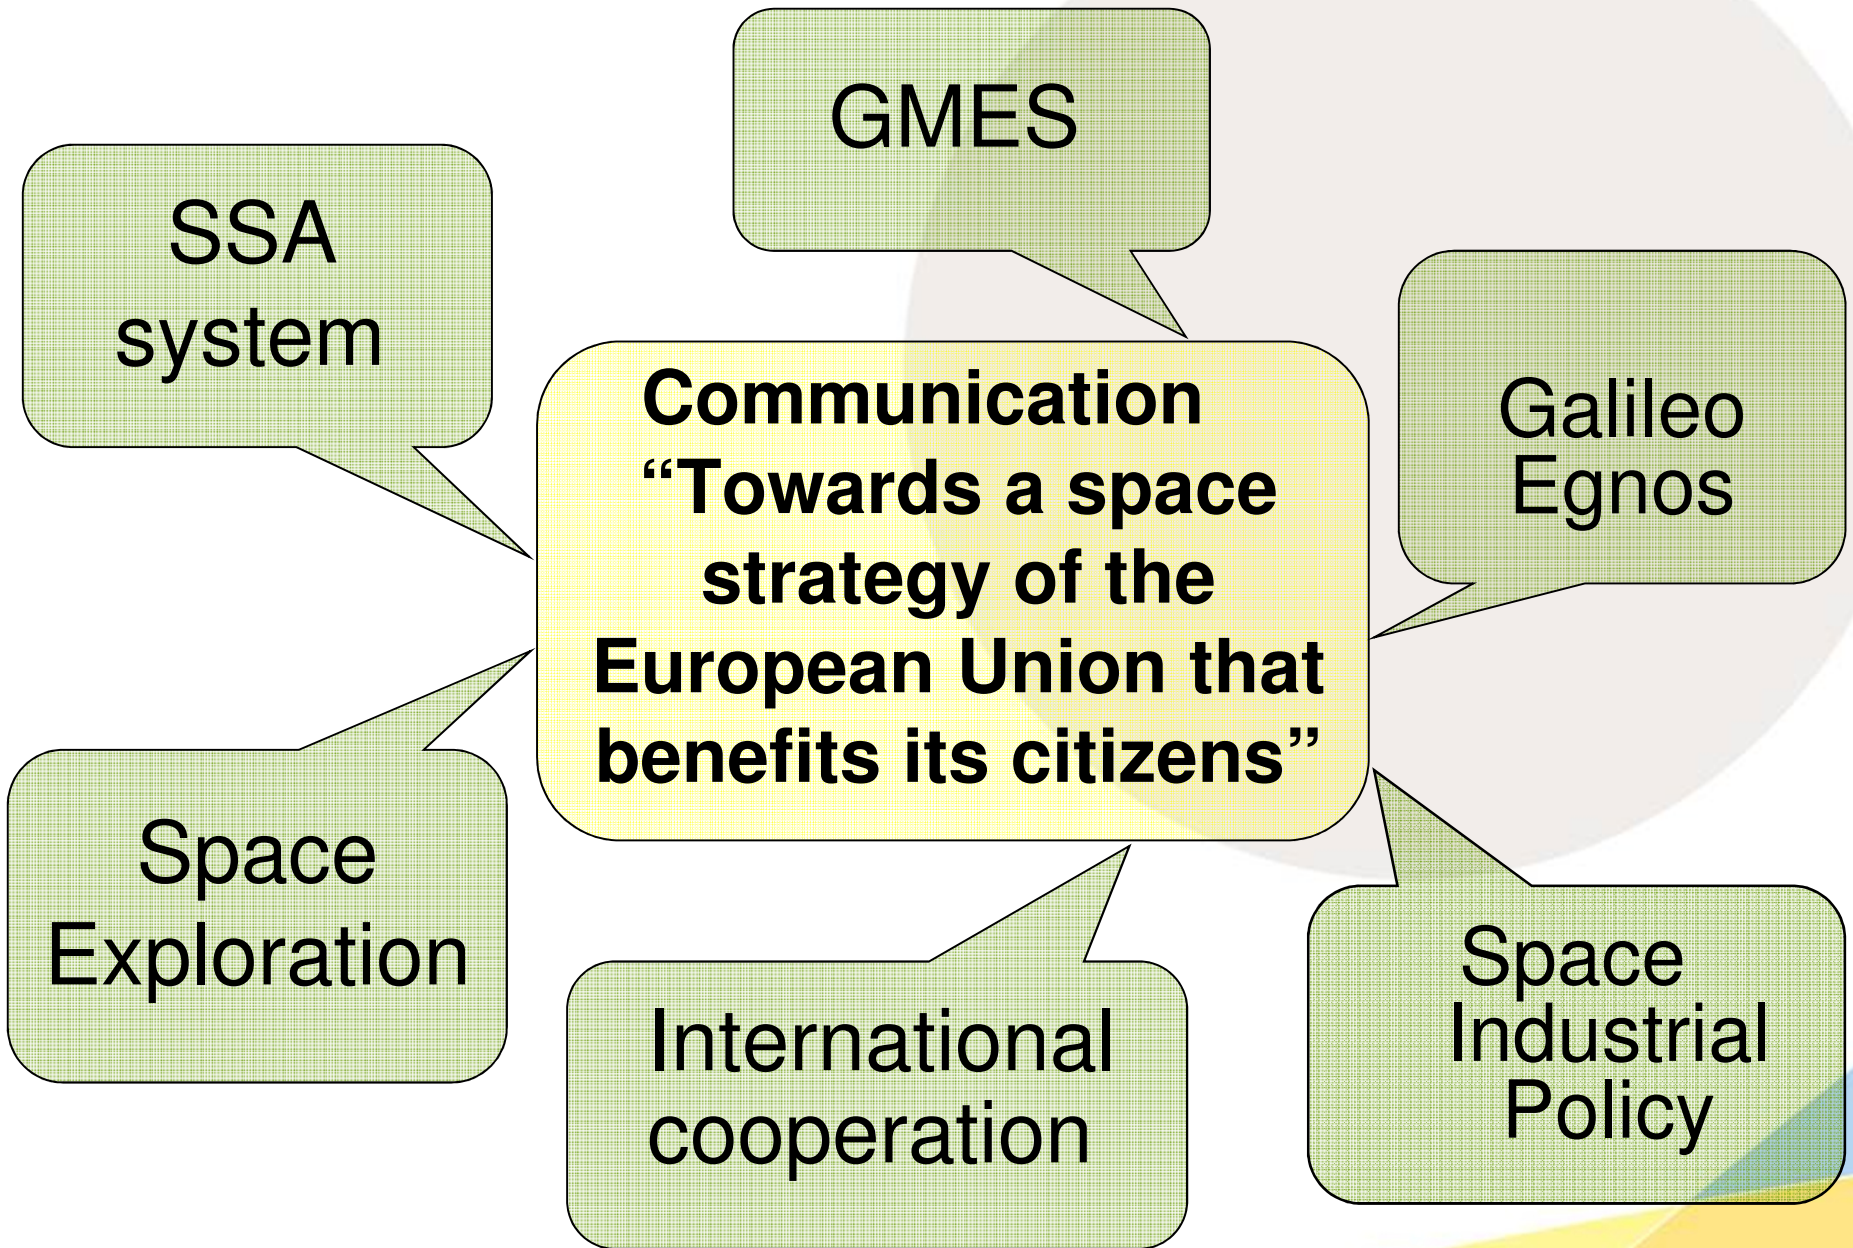 GMES
SSA
system
Galileo
Egnos
Communication
“Towards a space
strategy of the
European Union that
benefits its citizens”
Space
Exploration
International
cooperation
Space
Industrial
Policy